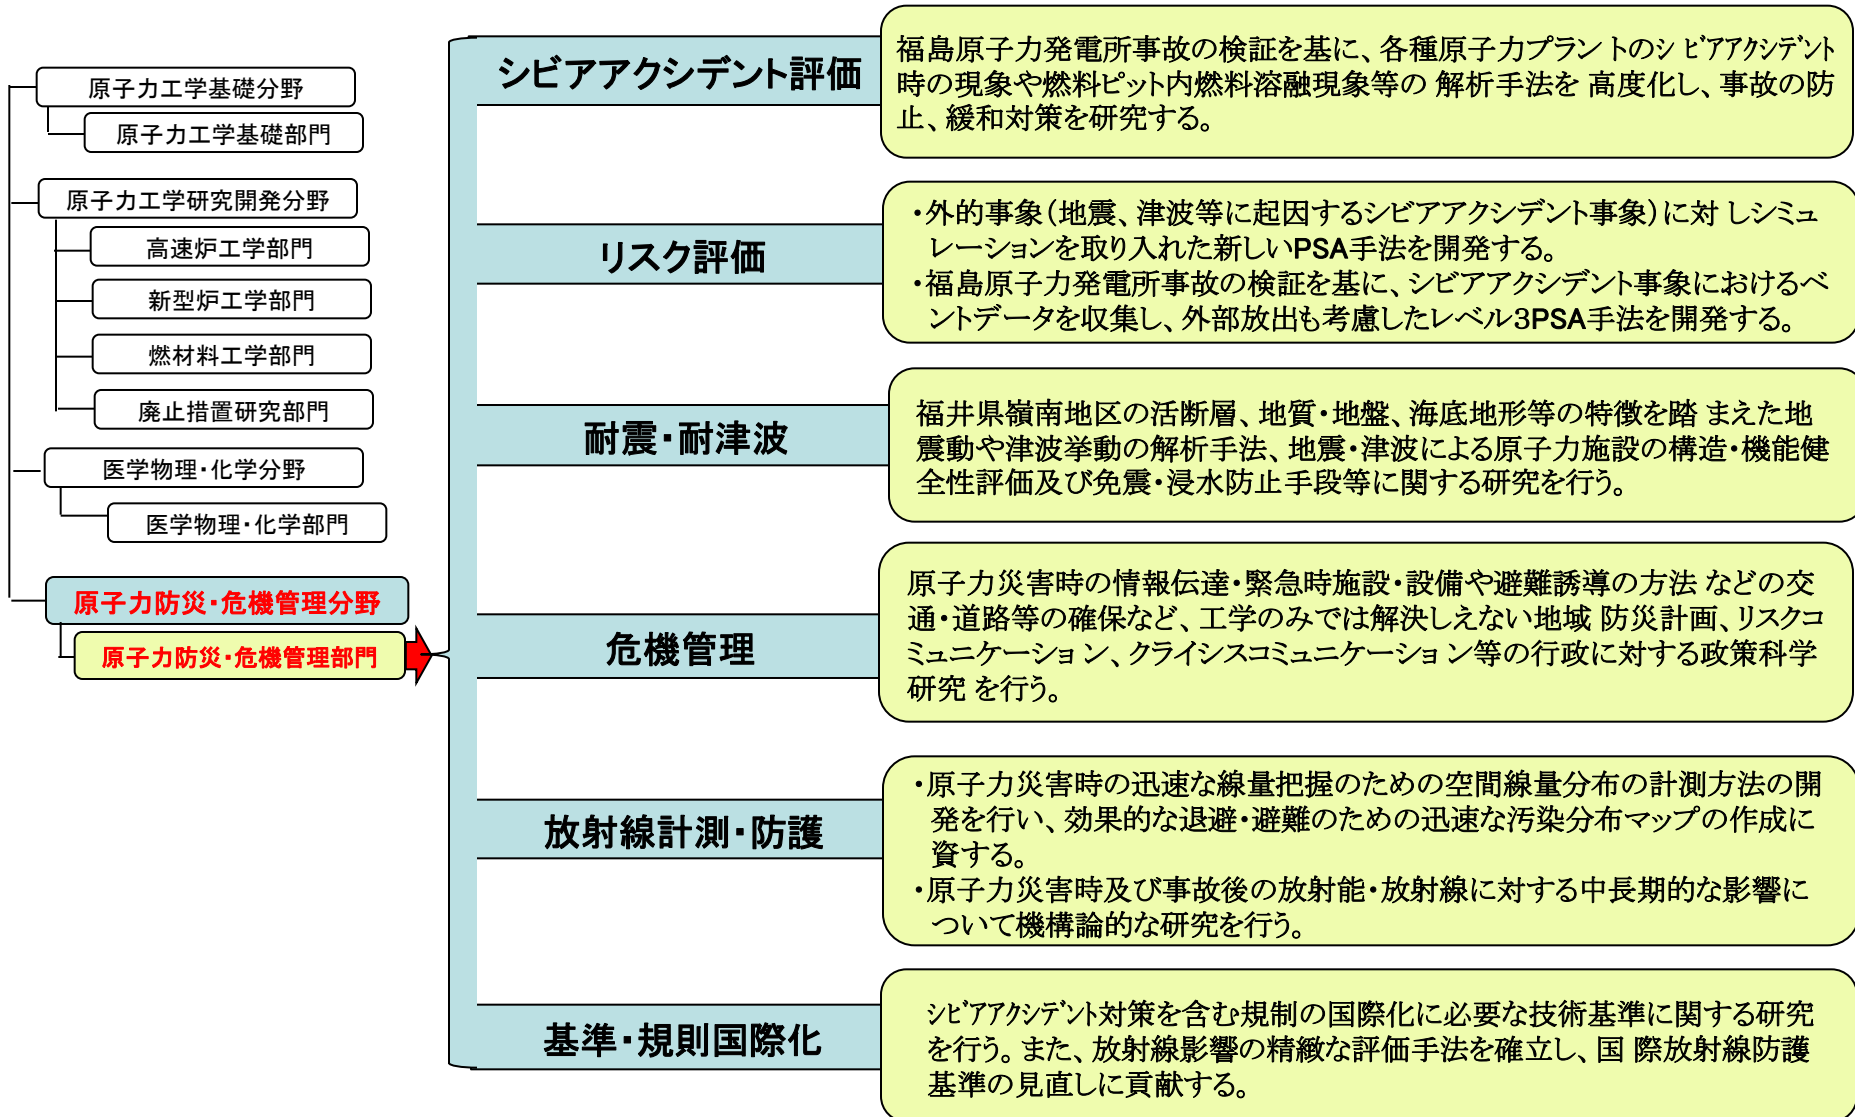 原子力工学基礎分野
原子力工学基礎部門
原子力工学研究開発分野
高速炉工学部門
新型炉工学部門
燃材料工学部門
廃止措置研究部門
医学物理・化学分野
医学物理・化学部門
原子力防災・危機管理分野
原子力防災・危機管理部門
シビアアクシデント評価
福島原子力発電所事故の検証を基に、各種原子力プラントのシビアアクシデント
時の現象や燃料ピット内燃料溶融現象等の 解析手法を 高度化し、事故の防
止、緩和対策を研究する。
リスク評価
・外的事象(地震、津波等に起因するシビアアクシデント事象)に対 しシミュ
レーションを取り入れた新しいPSA手法を開発する。
・福島原子力発電所事故の検証を基に、シビアアクシデント事象におけるベ
ントデータを収集し、外部放出も考慮したレベル3PSA手法を開発する。
耐震・耐津波
福井県嶺南地区の活断層、地質・地盤、海底地形等の特徴を踏 まえた地
震動や津波挙動の解析手法、地震・津波による原子力施設の構造・機能健
全性評価及び免震・浸水防止手段等に関する研究を行う。
危機管理
原子力災害時の情報伝達・緊急時施設・設備や避難誘導の方法 などの交
通・道路等の確保など、工学のみでは解決しえない地域 防災計画、リスクコ
ミュニケーション、クライシスコミュニケーション等の行政に対する政策科学
研究 を行う。
放射線計測・防護
・原子力災害時の迅速な線量把握のための空間線量分布の計測方法の開
発を行い、効果的な退避・避難のための迅速な汚染分布マップの作成に
資する。
・原子力災害時及び事故後の放射能・放射線に対する中長期的な影響に
ついて機構論的な研究を行う。
基準・規則国際化
ｼﾋﾞｱｱｸｼﾃﾞﾝﾄ対策を含む規制の国際化に必要な技術基準に関する研究
を行う。また、放射線影響の精緻な評価手法を確立し、国 際放射線防護
基準の見直しに貢献する。